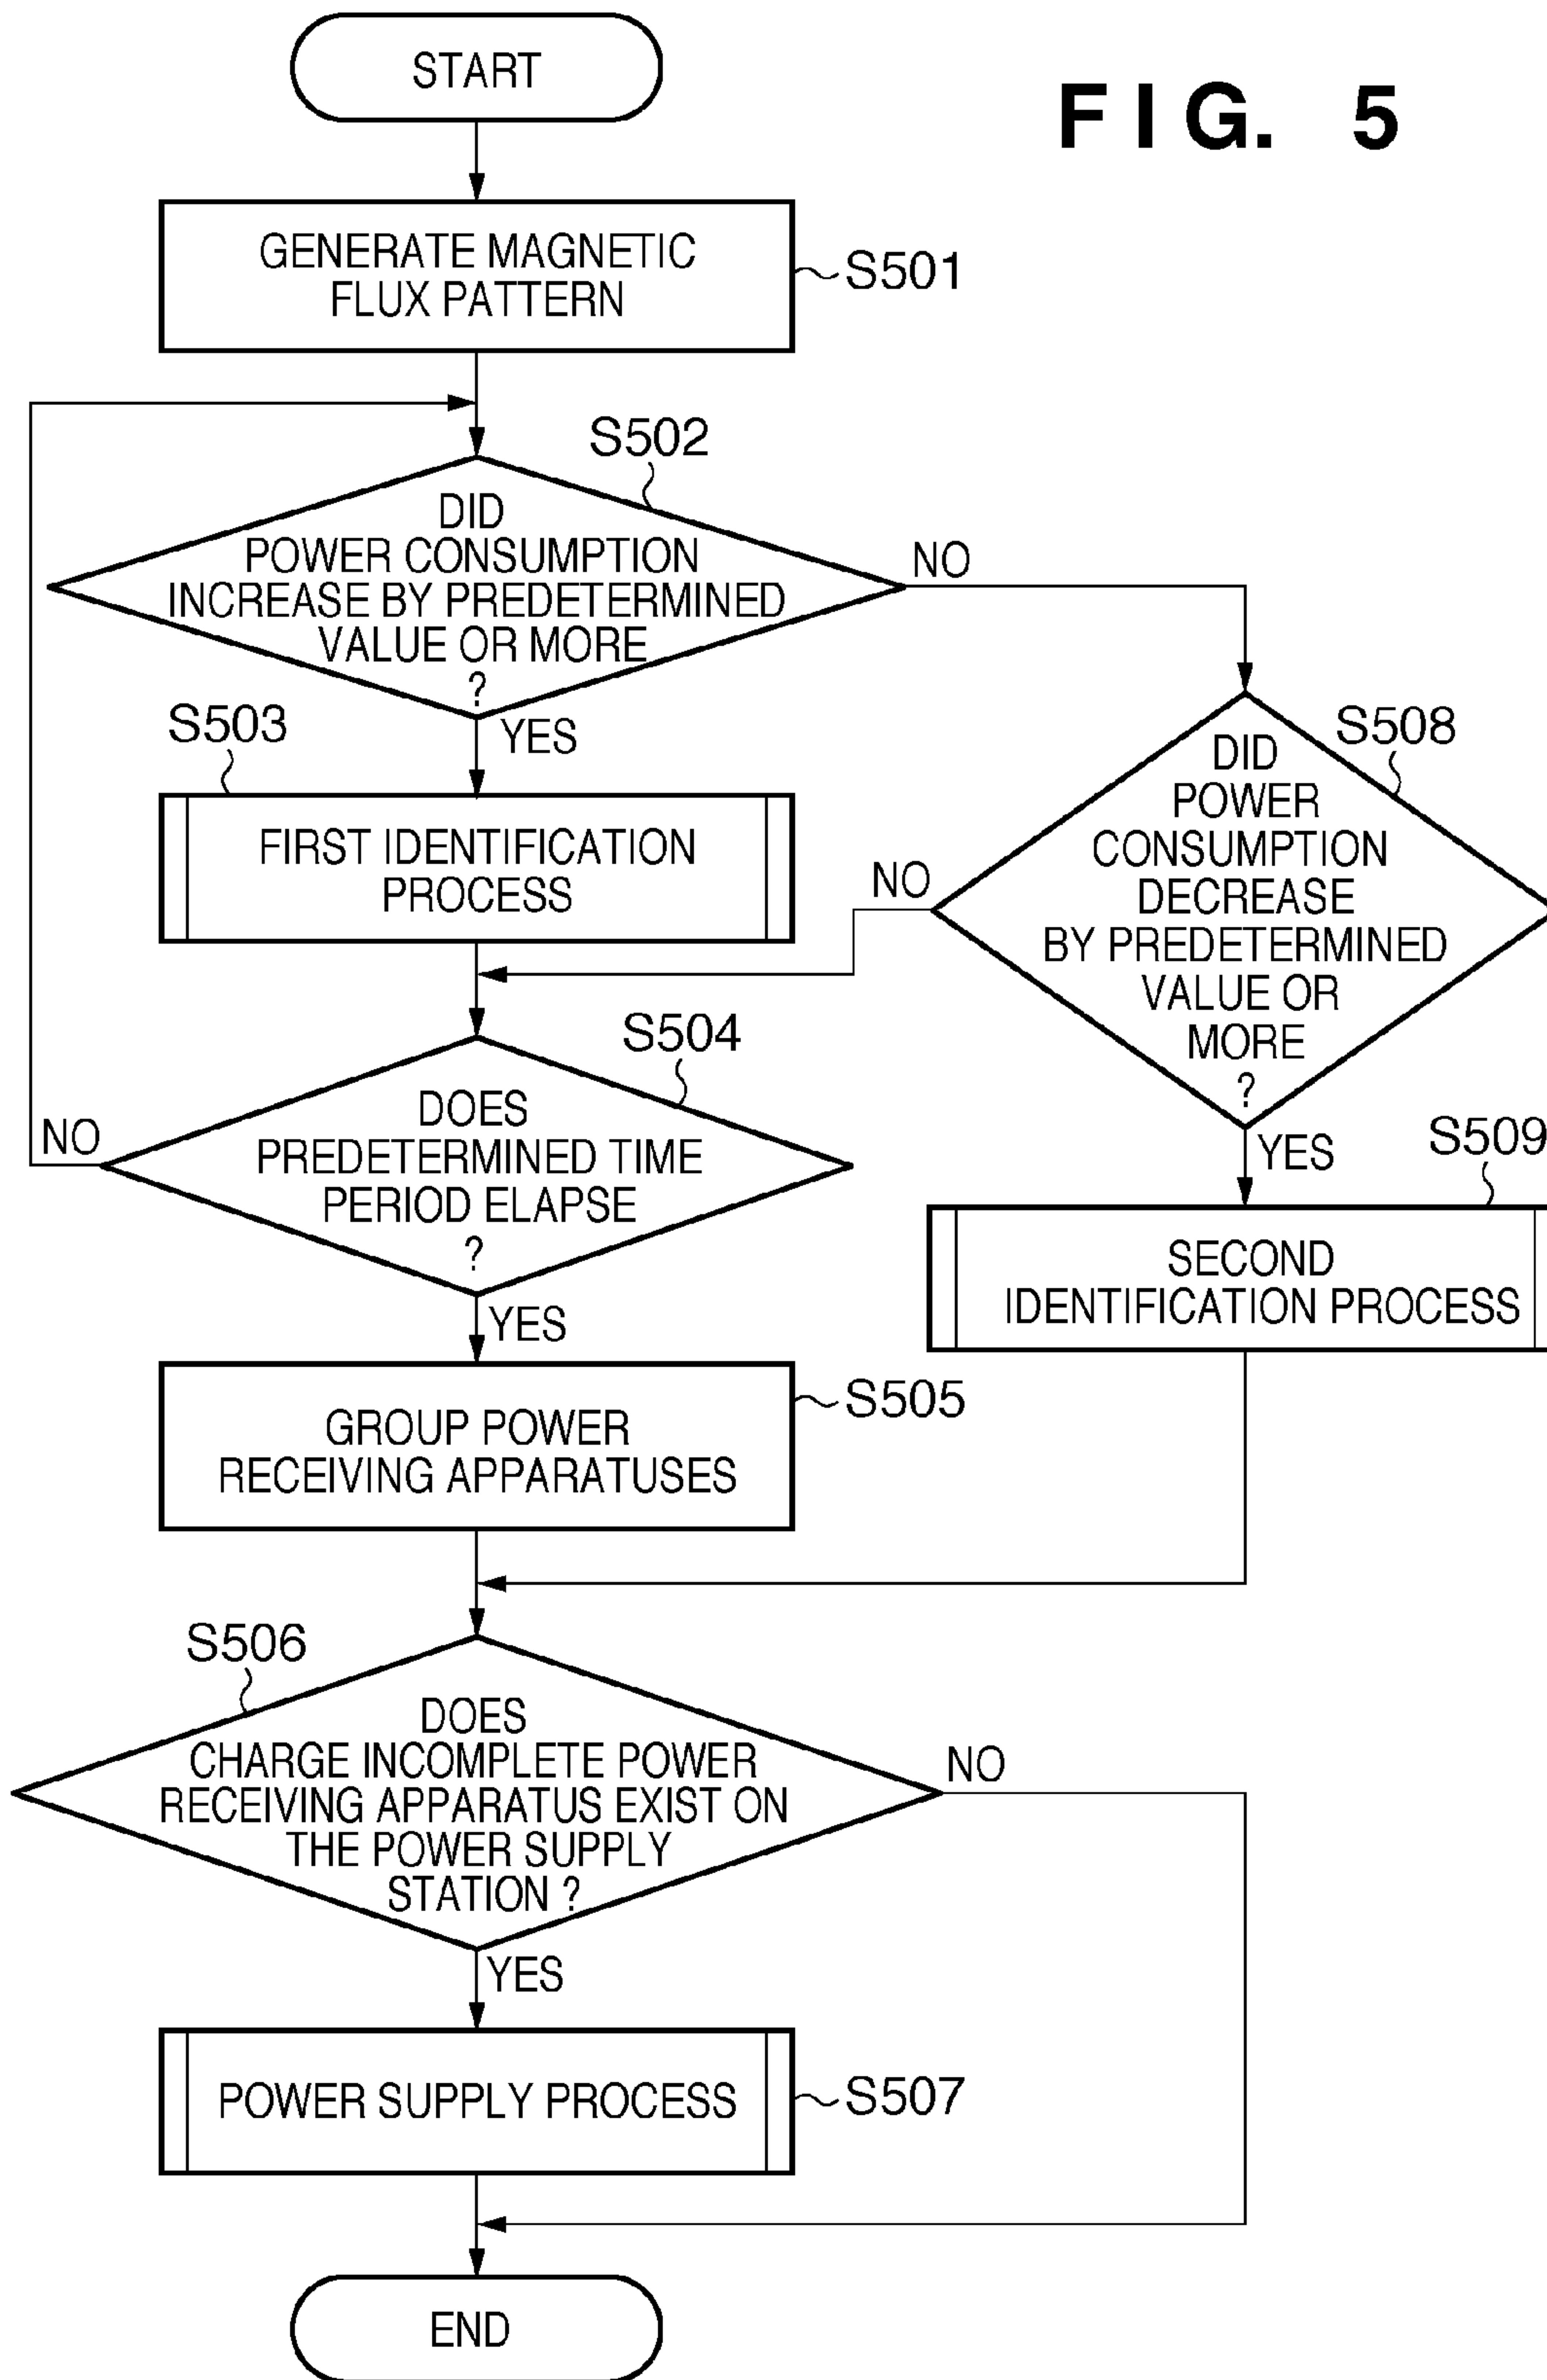 START
FIG. 5
GENERATE MAGNETIC
FLUX PATTERN
S501
S502
DID
POWER CONSUMPTION
INCREASE BY PREDETERMINED
VALUE OR MORE
?
NO
YES
S503
FIRST IDENTIFICATION
PROCESS
S508
DID
POWER
CONSUMPTION
DECREASE
BY PREDETERMINED
VALUE OR
MORE
?
NO
YES
S504
DOES
PREDETERMINED TIME
PERIOD ELAPSE
?
NO
YES
S509
SECOND
IDENTIFICATION PROCESS
GROUP POWER
RECEIVING APPARATUSES
S505
S506
DOES
CHARGE INCOMPLETE POWER
RECEIVING APPARATUS EXIST ON
THE POWER SUPPLY
STATION ?
NO
YES
POWER SUPPLY PROCESS
S507
END